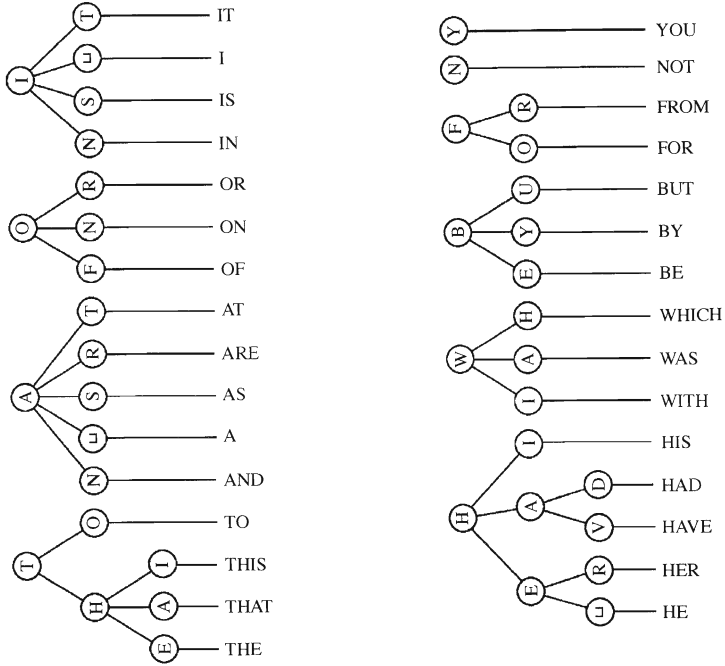 T IT
⊔ I
I
S IS
N IN
R OR
O N ON
F OF
T AT
R ARE
A S AS
⊔ A
N AND
O TO
T I THIS
H A THAT
E THE
Y YOU
N NOT
R FROM
F
O FOR
U BUT
B Y BY
E BE
H WHICH
W A WAS
I WITH
I HIS
D HAD
H A
V HAVE
R HER
E
⊔ HE